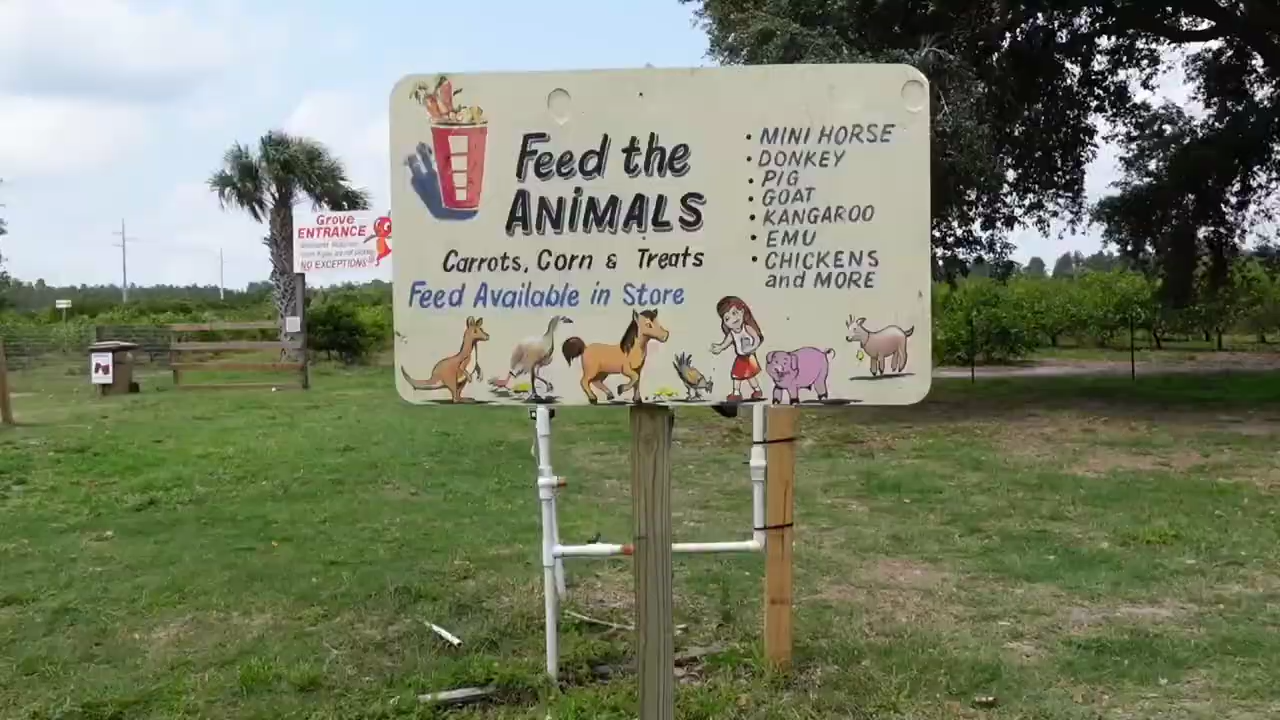 Feed the
ANIMALS
Carrots, Corn & Treats
Feed Available in Store
• MINI HORSE
• DONKEY
• PIG
• GOAT
• KANGAROO
• EMU
• CHICKENS
and MORE
Grove
ENTRANCE
NO EXCEPTIONS